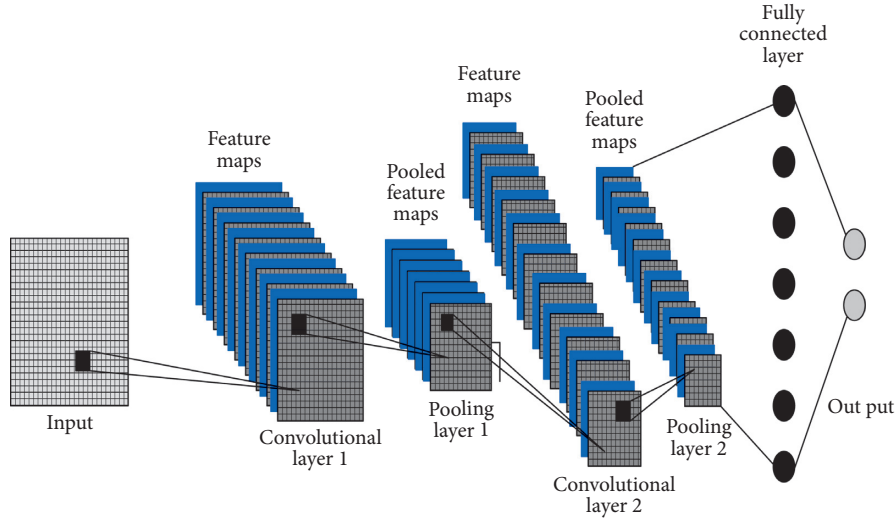 Fully
connected
layer
Feature
maps
Pooled
feature
maps
Feature
maps
Pooled
feature
maps
Input
Convolutional
layer 1
Pooling
layer 1
Convolutional
layer 2
Pooling
layer 2
Out put